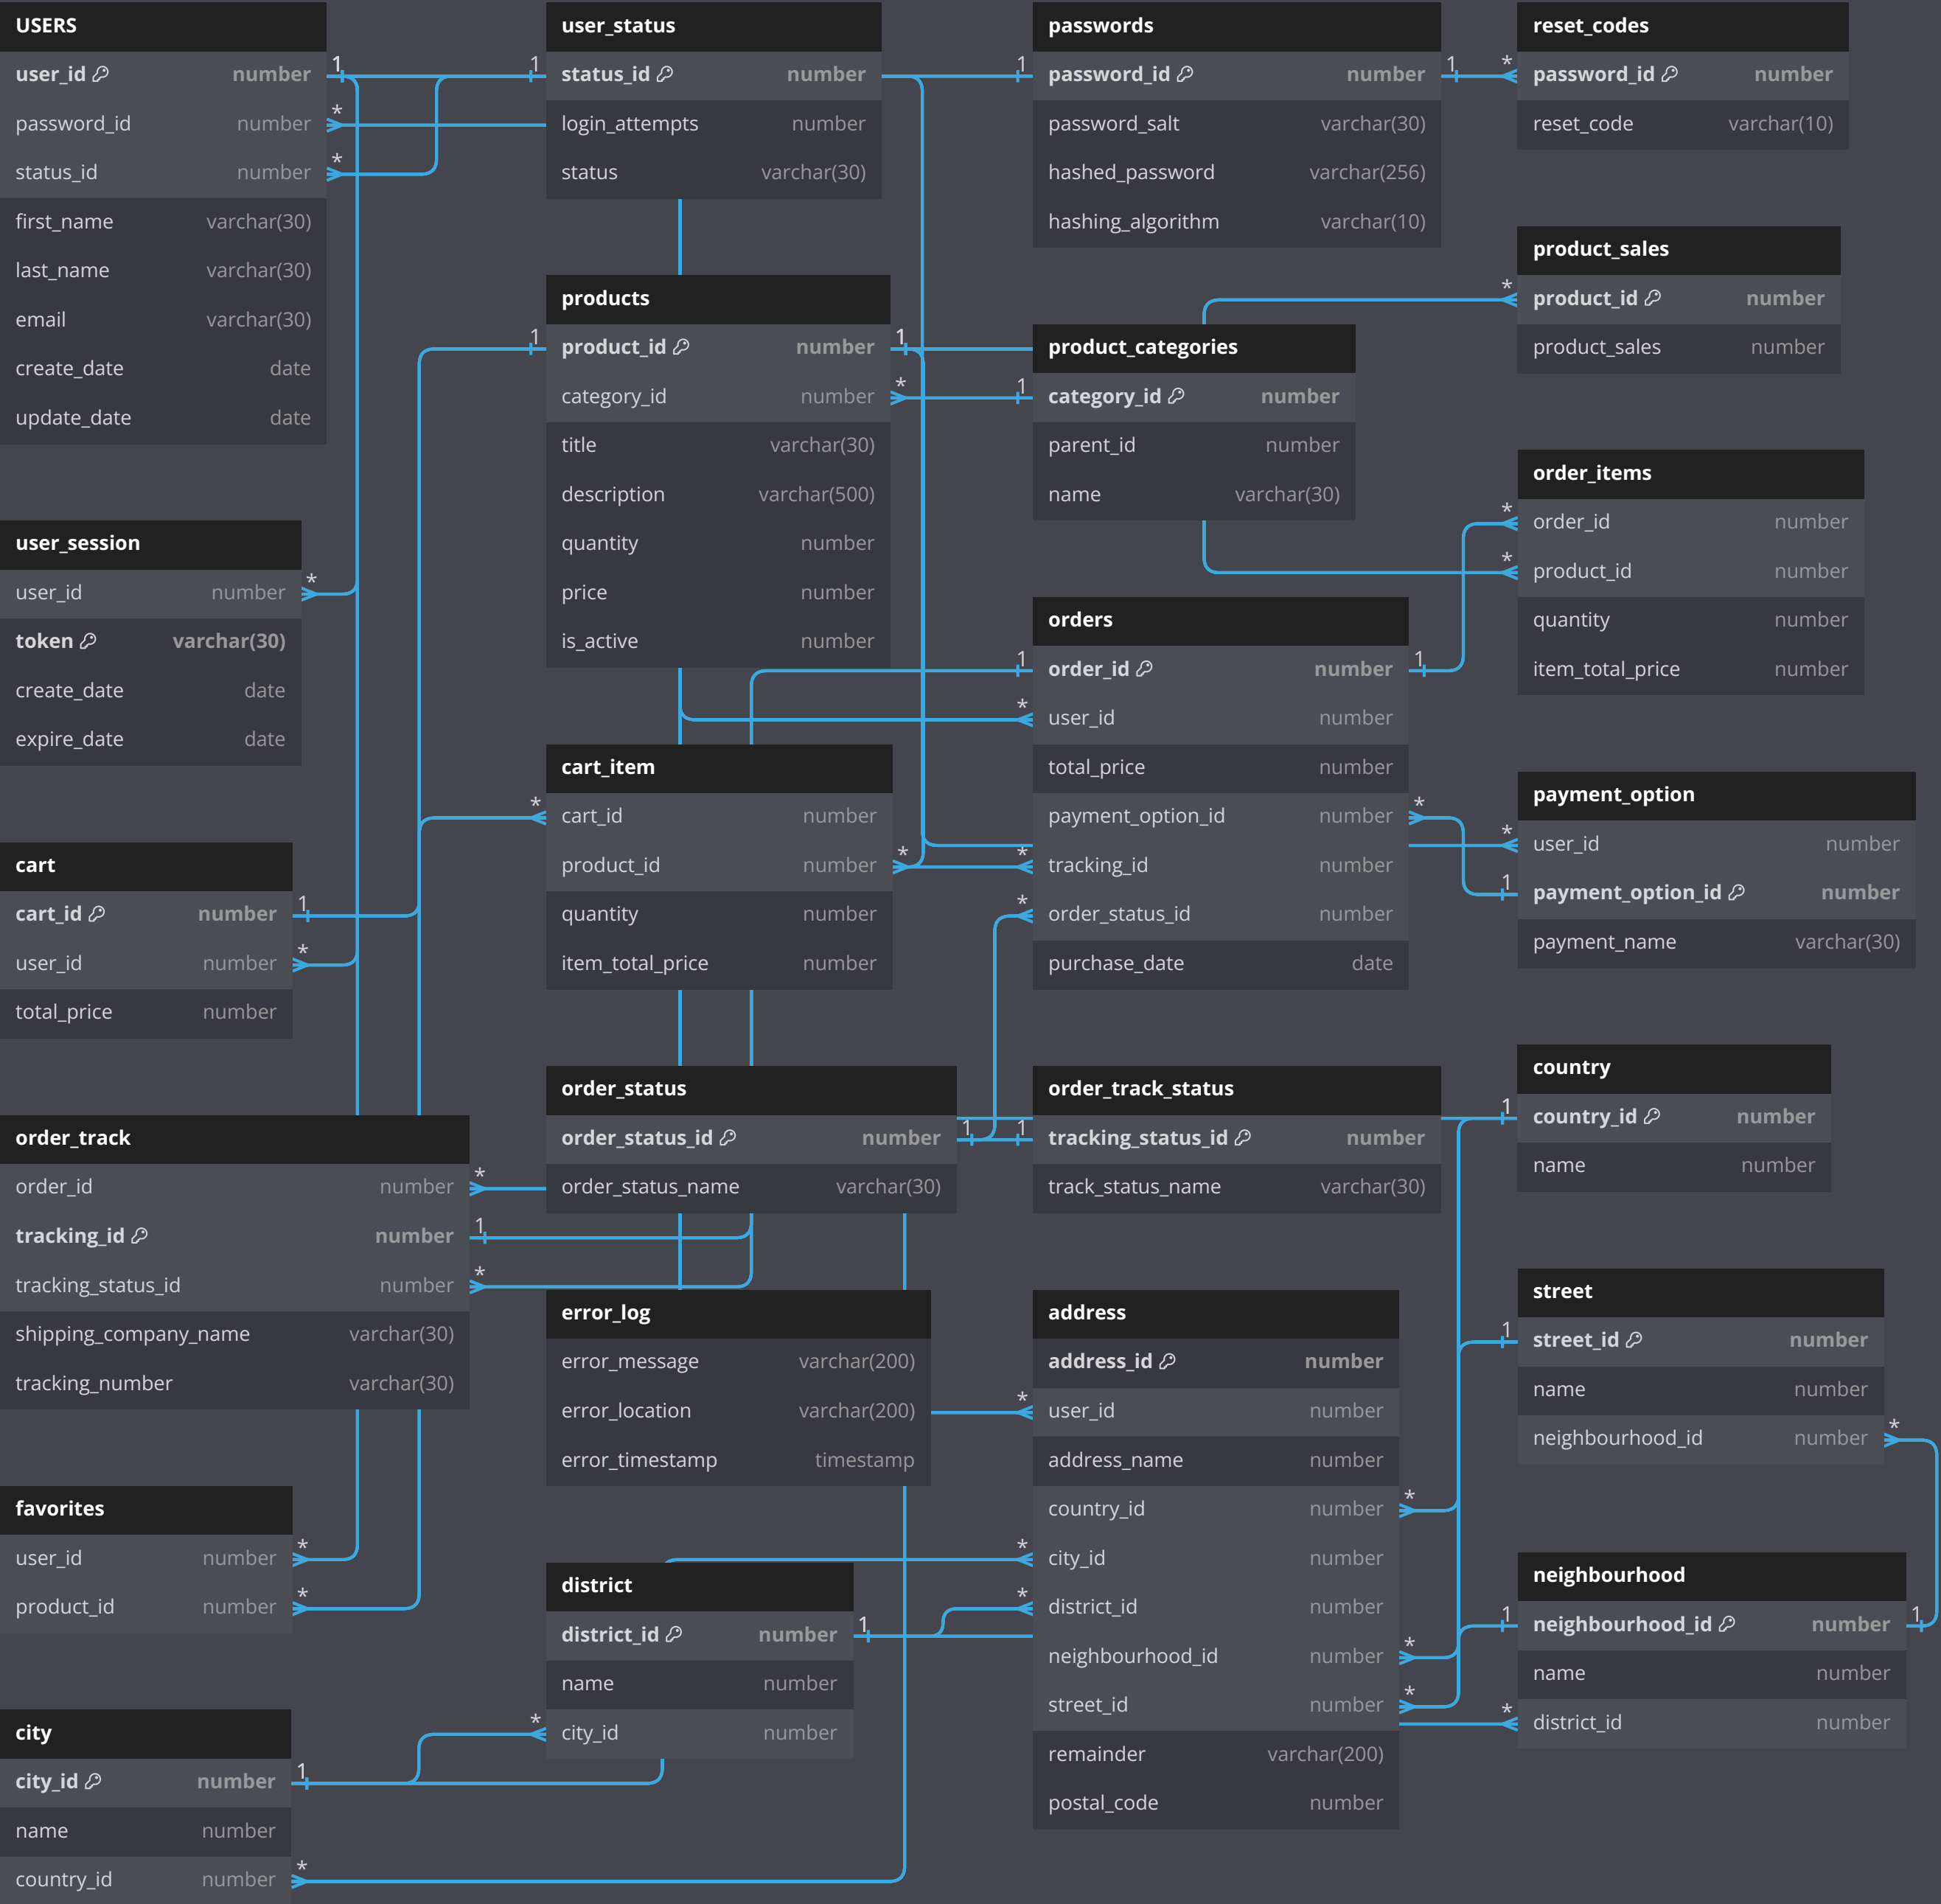 USERS
user_id number
password_id number
status_id number
first_name varchar(30)
last_name varchar(30)
email varchar(30)
create_date date
update_date date
user_session
user_id number
token varchar(30)
create_date date
expire_date date
cart
cart_id number
user_id number
total_price number
order_track
order_id number
tracking_id number
tracking_status_id number
shipping_company_name varchar(30)
tracking_number varchar(30)
favorites
user_id number
product_id number
city
city_id number
name number
country_id number
user_status
status_id number
login_attempts number
status varchar(30)
products
product_id number
category_id number
title varchar(30)
description varchar(500)
quantity number
price number
is_active number
cart_item
cart_id number
product_id number
quantity number
item_total_price number
order_status
order_status_id number
order_status_name varchar(30)
error_log
error_message varchar(200)
error_location varchar(200)
error_timestamp timestamp
district
district_id number
name number
city_id number
passwords
password_id number
password_salt varchar(30)
hashed_password varchar(256)
hashing_algorithm varchar(10)
product_categories
category_id number
parent_id number
name varchar(30)
orders
order_id number
user_id number
total_price number
payment_option_id number
tracking_id number
order_status_id number
purchase_date date
order_track_status
tracking_status_id number
track_status_name varchar(30)
address
address_id number
user_id number
address_name number
country_id number
city_id number
district_id number
neighbourhood_id number
street_id number
remainder varchar(200)
postal_code number
reset_codes
password_id number
reset_code varchar(10)
product_sales
product_id number
product_sales number
order_items
order_id number
product_id number
quantity number
item_total_price number
payment_option
user_id number
payment_option_id number
payment_name varchar(30)
country
country_id number
name number
street
street_id number
name number
neighbourhood_id number
neighbourhood
neighbourhood_id number
name number
district_id number